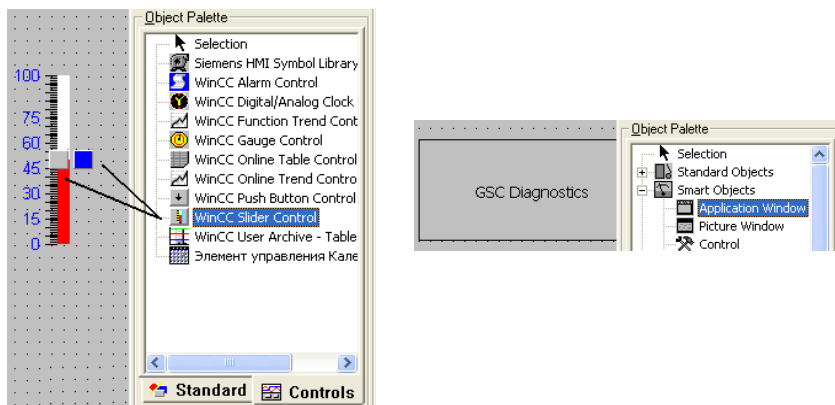 Object Palette
Selection
Siemens HMI Symbol Library
WinCC Alarm Control
WinCC Digital/Analog Clock
WinCC Function Trend Cont
WinCC Gauge Control
WinCC Online Table Control
WinCC Online Trend Contro
WinCC Push Button Control
WinCC Slider Control
WinCC User Archive - Table
Элемент управления Кале
Standard
Controls
100
75
60
45
30
15
0
GSC Diagnostics
Object Palette
Selection
Standard Objects
Smart Objects
Application Window
Picture Window
Control